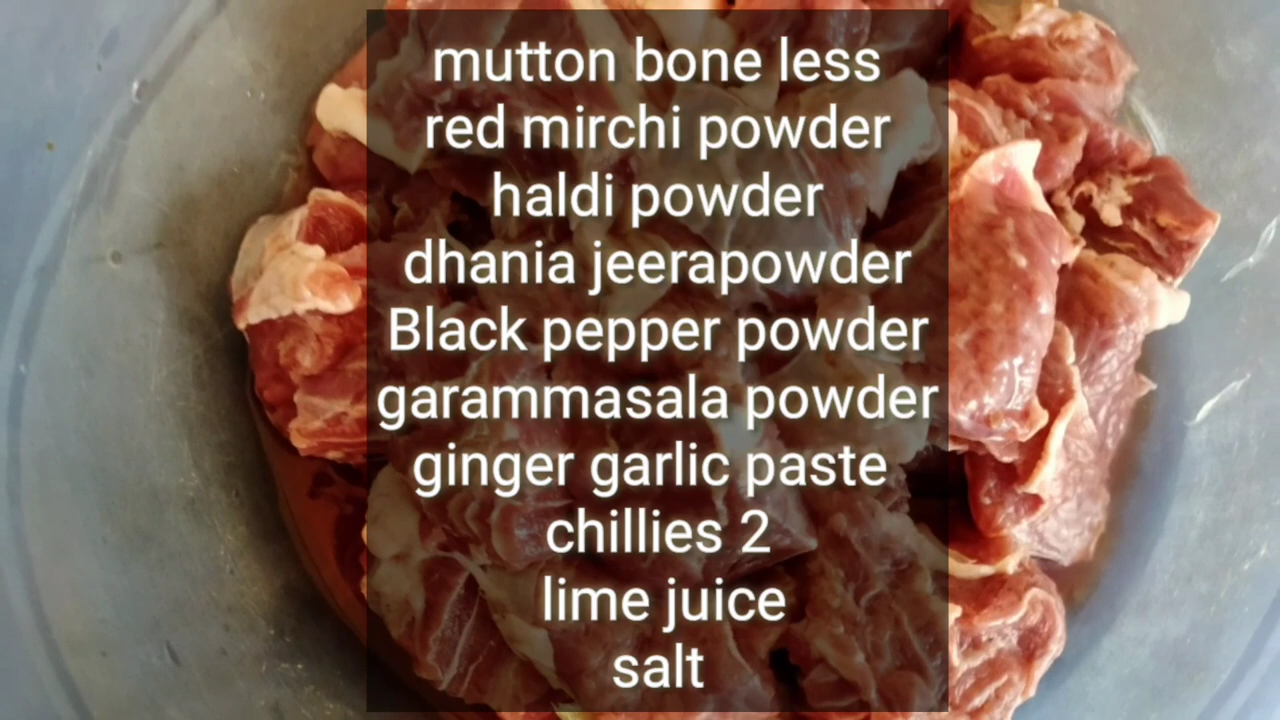 mutton bone less
red mirchi powder
haldi powder
dhania jeerapowder
Black pepper powder
garammasala powder
ginger garlic paste
chillies 2
lime juice
salt